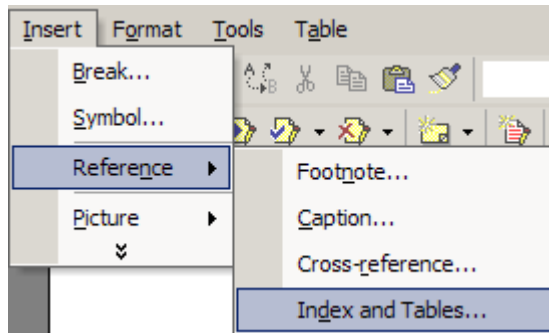 Insert Format Tools Table
Break...
Symbol...
Reference
Footnote...
Picture
Caption...
Cross-reference...
Index and Tables...